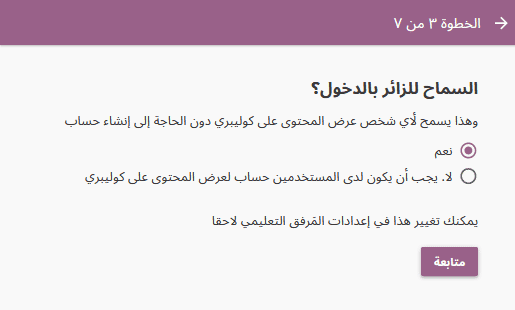 الخطوة ٣ من ٧
السماح للزائر بالدخول؟
وهذا يسمح لأي شخص عرض المحتوى على كوليبري دون الحاجة إلى إنشاء حساب
نعم
لا. يجب أن يكون لدى المستخدمين حساب لعرض المحتوى على كوليبري
يمكنك تغيير هذا في إعدادات المَرفق التعليمي لاحقا
متابعة